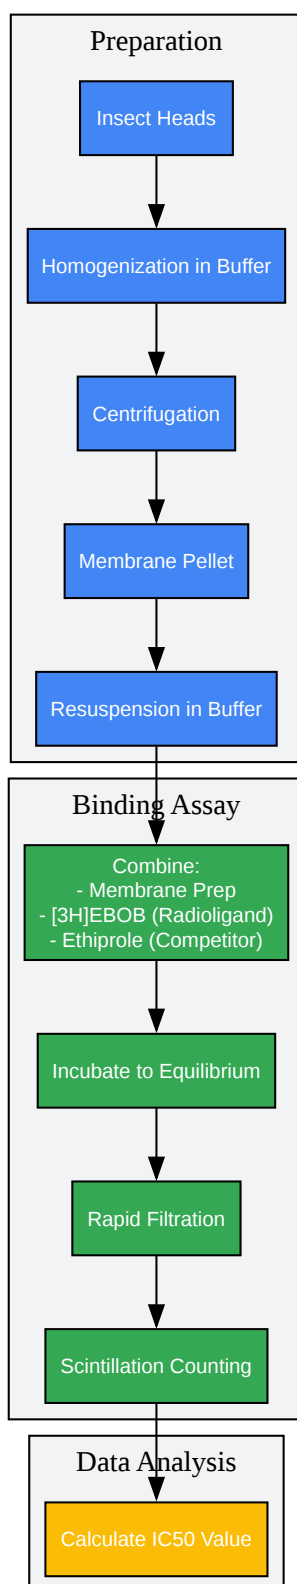 Preparation
Insect Heads
Homogenization in Buffer
Centrifugation
Membrane Pellet
Resuspension in Buffer
Binding Assay
Combine:
- Membrane Prep
- [3H]EBOB (Radioligand)
- Ethiprole (Competitor)
Incubate to Equilibrium
Rapid Filtration
Scintillation Counting
Data Analysis
Calculate IC50 Value